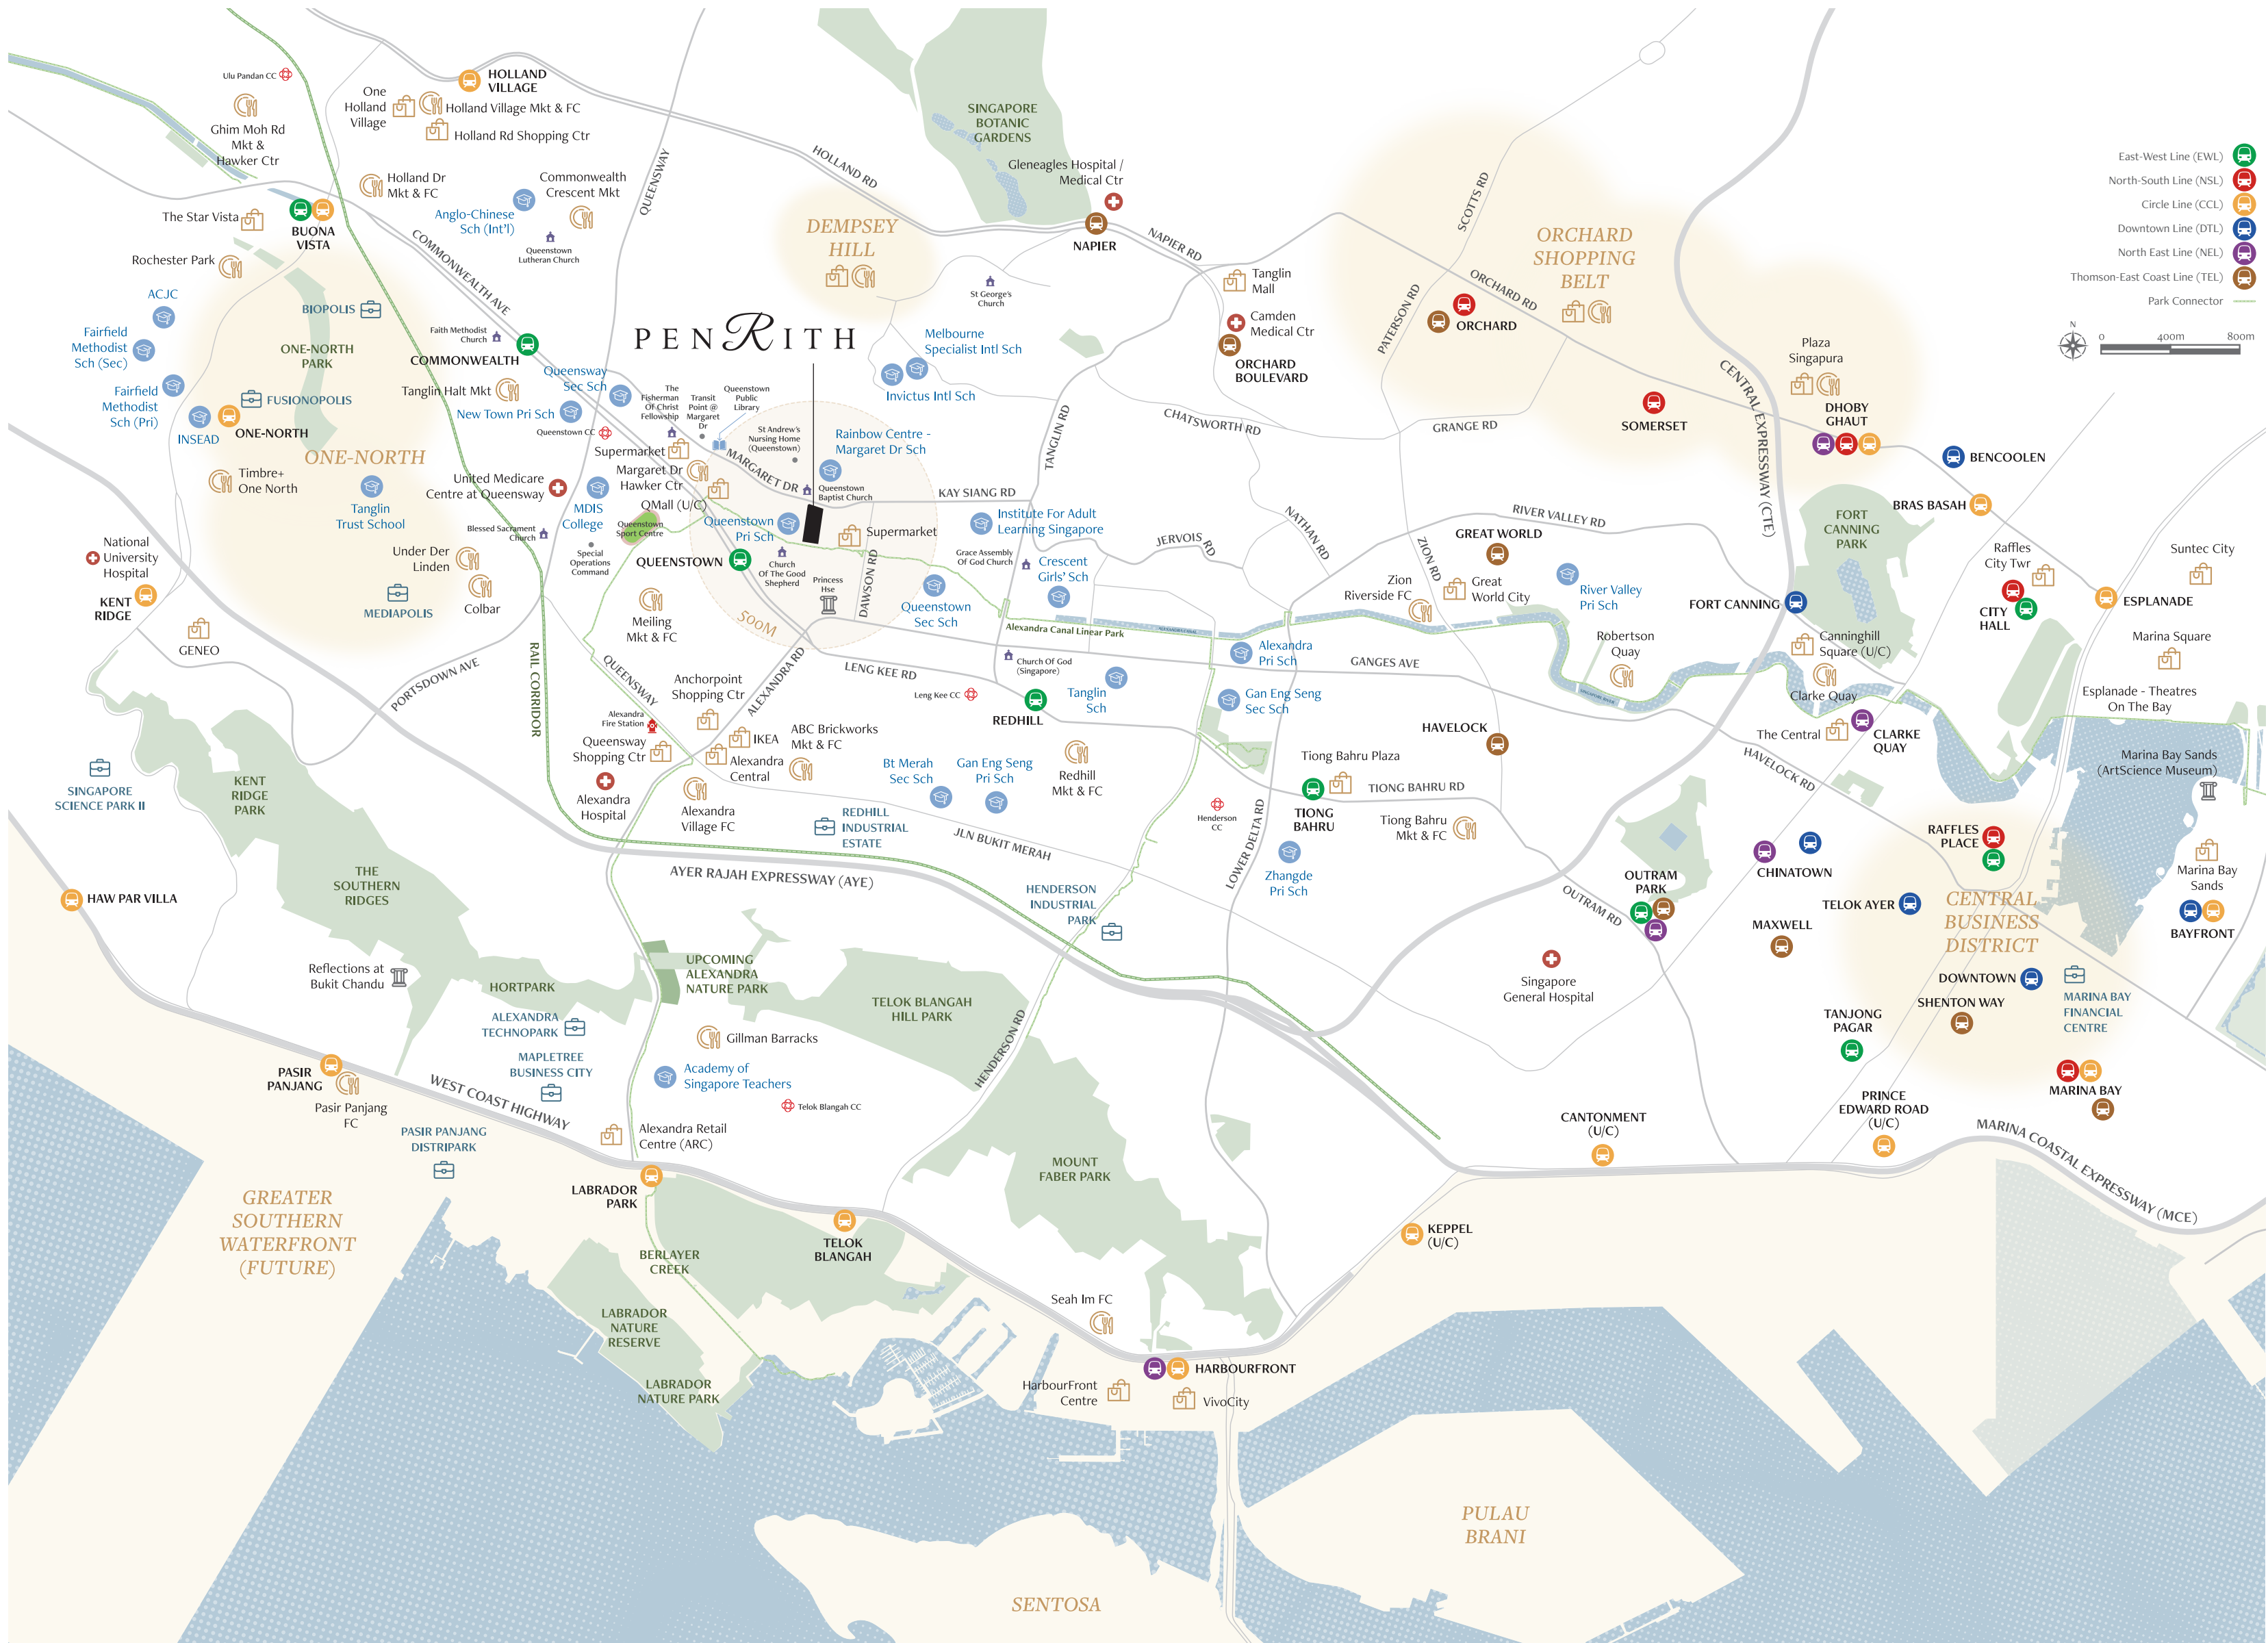 Ulu Pandan CC
Ghim Moh Rd
Mkt &
Hawker Ctr
One
Holland
Village
HOLLAND
VILLAGE
Holland Village Mkt & FC
Holland Rd Shopping Ctr
Holland Dr
Mkt & FC
Anglo-Chinese
Sch (Int'l)
Commonwealth
Crescent Mkt
Queenstown
Lutheran Church
QUEENSWAY
HOLLAND RD
SINGAPORE
BOTANIC
GARDENS
Gleneagles Hospital /
Medical Ctr
NAPIER
NAPIER RD
DEMPSEY
HILL
St George's
Church
Tanglin
Mall
Camden
Medical Ctr
ORCHARD
BOULEVARD
SCOTTS RD
PATERSON RD
ORCHARD RD
ORCHARD
ORCHARD
SHOPPING
BELT
East-West Line (EWL)
North-South Line (NSL)
Circle Line (CCL)
Downtown Line (DTL)
North East Line (NEL)
Thomson-East Coast Line (TEL)
Park Connector
N
0
400m
800m
The Star Vista
BUONA
VISTA
Rochester Park
COMMONWEALTH AVE
ACJC
Fairfield
Methodist
Sch (Sec)
Fairfield
Methodist
Sch (Pri)
INSEAD
ONE-NORTH
BIOPOLIS
ONE-NORTH
PARK
FUSIONOPOLIS
ONE-NORTH
Timbre+
One North
Tanglin
Trust School
Under Der
Linden
Colbar
MEDIAPOLIS
National
University
Hospital
KENT
RIDGE
GENEO
Faith Methodist
Church
COMMONWEALTH
Tanglin Halt Mkt
Queensway
Sec Sch
New Town Pri Sch
Queenstown CC
PENRITH
The
Fisherman
Of Christ
Fellowship
Transit
Point @
Margaret
Dr
Queenstown
Public
Library
Supermarket
St Andrew's
Nursing Home
(Queenstown)
Rainbow Centre -
Margaret Dr Sch
MARGARET DR
Margaret Dr
Hawker Ctr
QMall (U/C)
Queenstown
Baptist Church
United Medicare
Centre at Queensway
MDIS
College
Blessed Sacrament
Church
Special
Operations
Command
Queenstown
Sport Centre
Queenstown
Pri Sch
QUEENSTOWN
Church
Of The Good
Shepherd
Princess
Hse
Supermarket
DAWSON RD
500M
Melbourne
Specialist Intl Sch
Invictus Intl Sch
KAY SIANG RD
TANGLIN RD
Institute For Adult
Learning Singapore
Grace Assembly
Of God Church
Crescent
Girls' Sch
Queenstown
Sec Sch
Alexandra Canal Linear Park
CHATSWORTH RD
GRANGE RD
JERVOIS
RD
NATHAN RD
RIVER VALLEY RD
ZION RD
GREAT WORLD
Great
World City
Zion
Riverside FC
River Valley
Pri Sch
Robertson
Quay
SOMERSET
CENTRAL EXPRESSWAY (CTE)
Plaza
Singapura
DHOBY
GHAUT
BENCOOLEN
BRAS BASAH
FORT
CANNING
PARK
FORT CANNING
Raffles
City Twr
CITY
HALL
Suntec City
ESPLANADE
Marina Square
Canninghill
Square (U/C)
Clarke Quay
The Central
CLARKE
QUAY
Esplanade - Theatres
On The Bay
Marina Bay Sands
(ArtScience Museum)
Marina Bay
Sands
BAYFRONT
Meiling
Mkt & FC
RAIL CORRIDOR
PORTSDOWN AVE
QUEENSWAY
ALEXANDRA RD
LENG KEE RD
Leng Kee CC
Church Of God
(Singapore)
REDHILL
Tanglin
Sch
Alexandra
Pri Sch
Gan Eng Seng
Sec Sch
GANGES AVE
HAVELOCK
HAVELOCK RD
Anchorpoint
Shopping Ctr
Alexandra
Fire Station
Queensway
Shopping Ctr
IKEA
Alexandra
Central
ABC Brickworks
Mkt & FC
Alexandra
Hospital
Alexandra
Village FC
Bt Merah
Sec Sch
Gan Eng Seng
Pri Sch
Redhill
Mkt & FC
REDHILL
INDUSTRIAL
ESTATE
JLN BUKIT MERAH
Tiong Bahru Plaza
TIONG
BAHRU
TIONG BAHRU RD
Tiong Bahru
Mkt & FC
Henderson
CC
LOWER DELTA RD
Zhangde
Pri Sch
SINGAPORE
SCIENCE PARK II
KENT
RIDGE
PARK
THE
SOUTHERN
RIDGES
HAW PAR VILLA
AYER RAJAH EXPRESSWAY (AYE)
HENDERSON
INDUSTRIAL
PARK
OUTRAM
PARK
OUTRAM RD
CHINATOWN
RAFFLES
PLACE
TELOK AYER
MAXWELL
CENTRAL
BUSINESS
DISTRICT
DOWNTOWN
SHENTON WAY
MARINA BAY
FINANCIAL
CENTRE
TANJONG
PAGAR
MARINA BAY
Singapore
General Hospital
Reflections at
Bukit Chandu
HORTPARK
UPCOMING
ALEXANDRA
NATURE PARK
TELOK BLANGAH
HILL PARK
ALEXANDRA
TECHNOPARK
MAPLETREE
BUSINESS CITY
Gillman Barracks
Academy of
Singapore Teachers
Telok Blangah CC
HENDERSON RD
PASIR
PANJANG
Pasir Panjang
FC
WEST COAST HIGHWAY
PASIR PANJANG
DISTRIPARK
Alexandra Retail
Centre (ARC)
LABRADOR
PARK
TELOK
BLANGAH
MOUNT
FABER PARK
CANTONMENT
(U/C)
PRINCE
EDWARD ROAD
(U/C)
MARINA COASTAL EXPRESSWAY (MCE)
KEPPEL
(U/C)
GREATER
SOUTHERN
WATERFRONT
(FUTURE)
BERLAYER
CREEK
LABRADOR
NATURE
RESERVE
LABRADOR
NATURE PARK
Seah Im FC
HARBOURFRONT
HarbourFront
Centre
VivoCity
PULAU
BRANI
SENTOSA